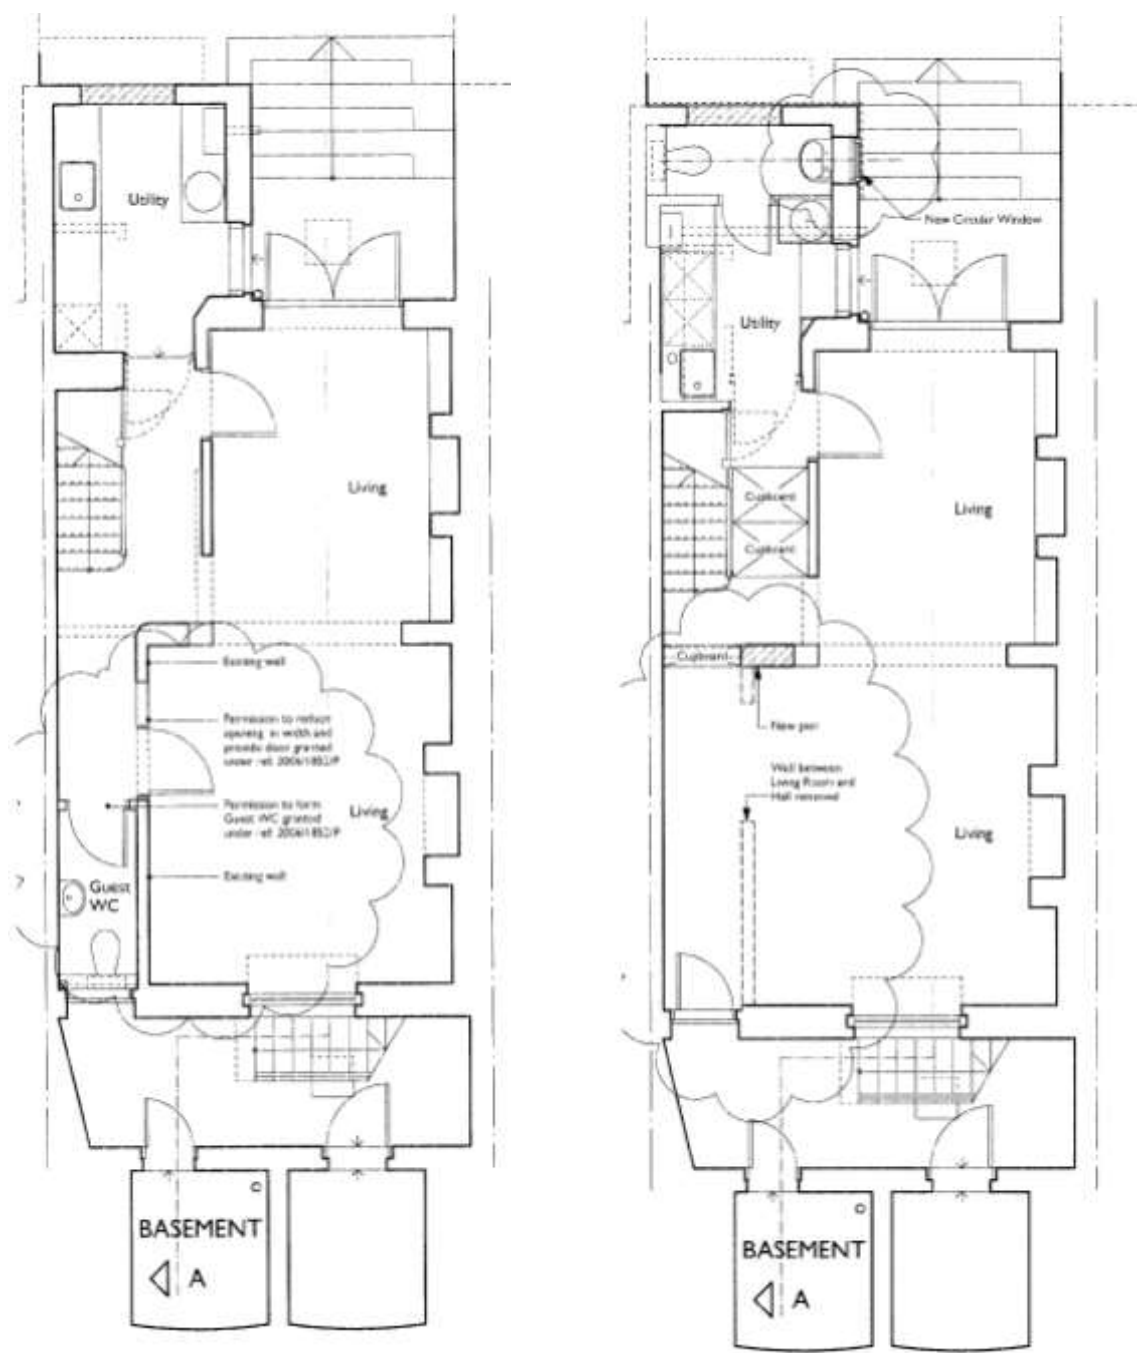 Utility
Living
Existing wall
Permission to reduce
opening in width and
provide door granted
under ref: 2006/1852/P
Permission to form
Guest WC granted
under ref: 2006/1852/P
Living
Existing wall
Guest
WC
BASEMENT
A
New Circular Window
Utility
Cupboard
Cupboard
Living
Cupboard
New pier
Wall between
Living Room and
Hall removed
Living
BASEMENT
A